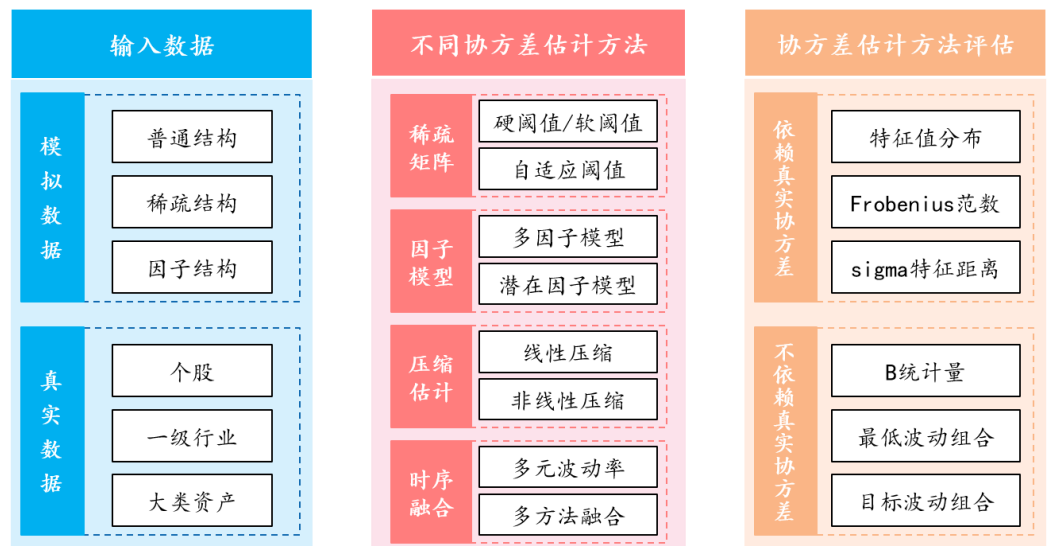 输入数据
模拟数据
普通结构
稀疏结构
因子结构
真实数据
个股
一级行业
大类资产
不同协方差估计方法
稀疏
矩阵
硬阈值/软阈值
自适应阈值
因子
模型
多因子模型
潜在因子模型
压缩
估计
线性压缩
非线性压缩
时序
融合
多元波动率
多方法融合
协方差估计方法评估
依赖真实协方差
特征值分布
Frobenius范数
sigma特征距离
不依赖真实协方差
B统计量
最低波动组合
目标波动组合